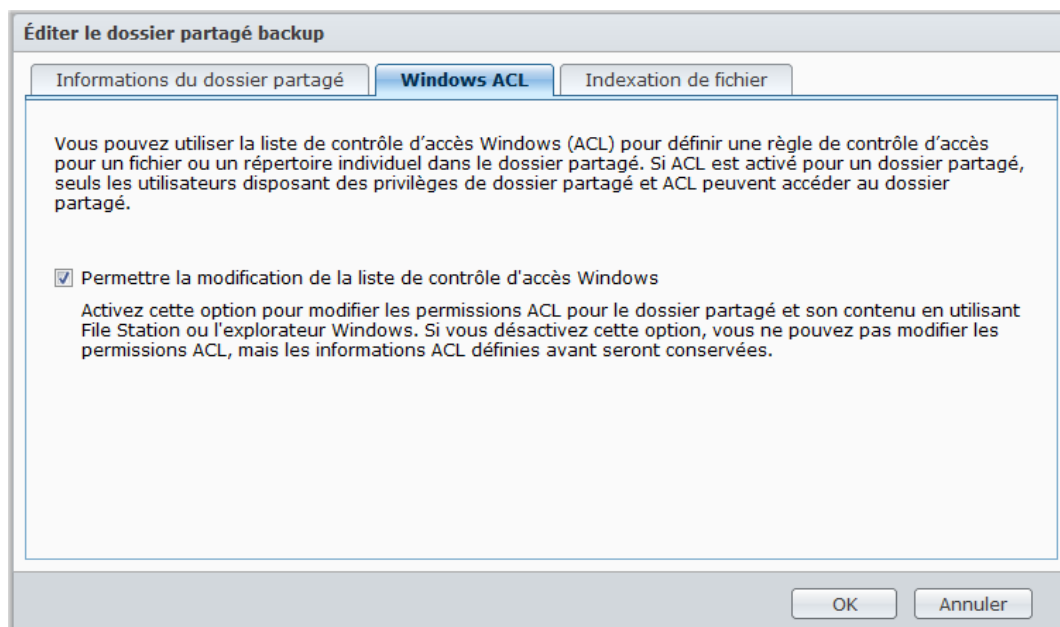 Éditer le dossier partagé backup
Informations du dossier partagé
Windows ACL
Indexation de fichier
Vous pouvez utiliser la liste de contrôle d’accès Windows (ACL) pour définir une règle de contrôle d’accès
pour un fichier ou un répertoire individuel dans le dossier partagé. Si ACL est activé pour un dossier partagé,
seuls les utilisateurs disposant des privilèges de dossier partagé et ACL peuvent accéder au dossier
partagé.
Permettre la modification de la liste de contrôle d'accès Windows
Activez cette option pour modifier les permissions ACL pour le dossier partagé et son contenu en utilisant
File Station ou l'explorateur Windows. Si vous désactivez cette option, vous ne pouvez pas modifier les
permissions ACL, mais les informations ACL définies avant seront conservées.
OK
Annuler